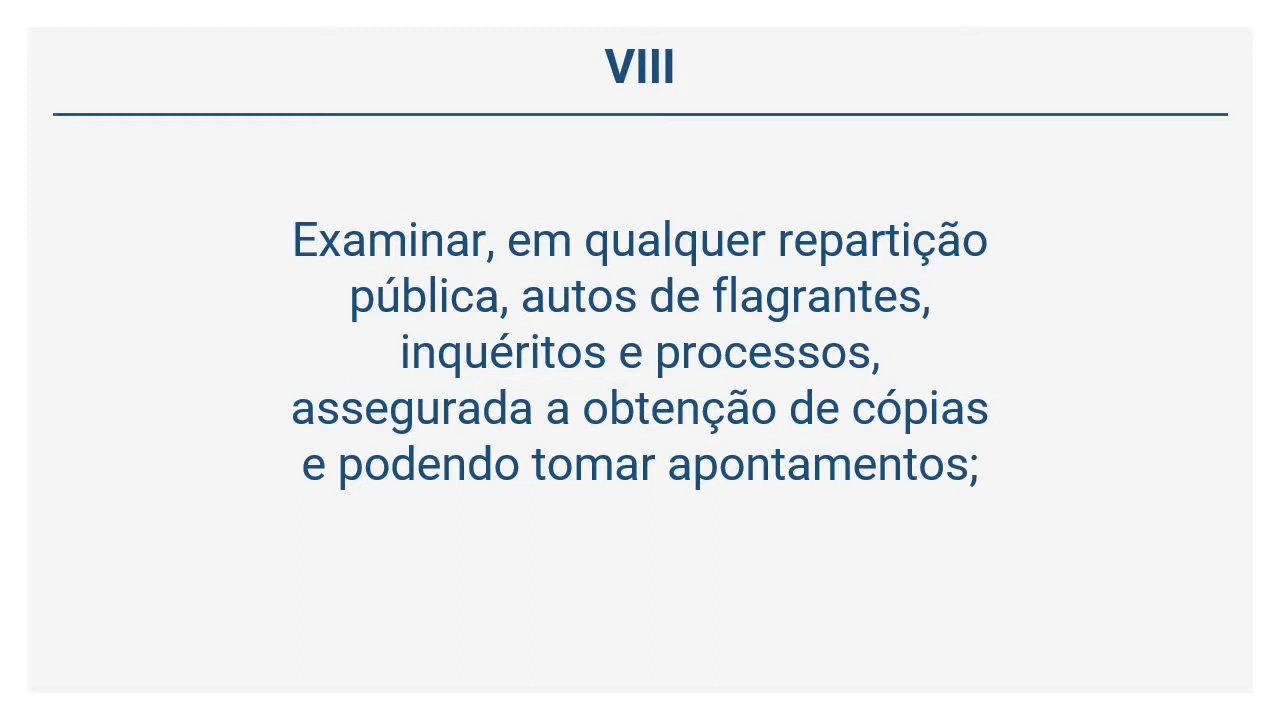 VIII
Examinar, em qualquer repartição
pública, autos de flagrantes,
inquéritos e processos,
assegurada a obtenção de cópias
e podendo tomar apontamentos;